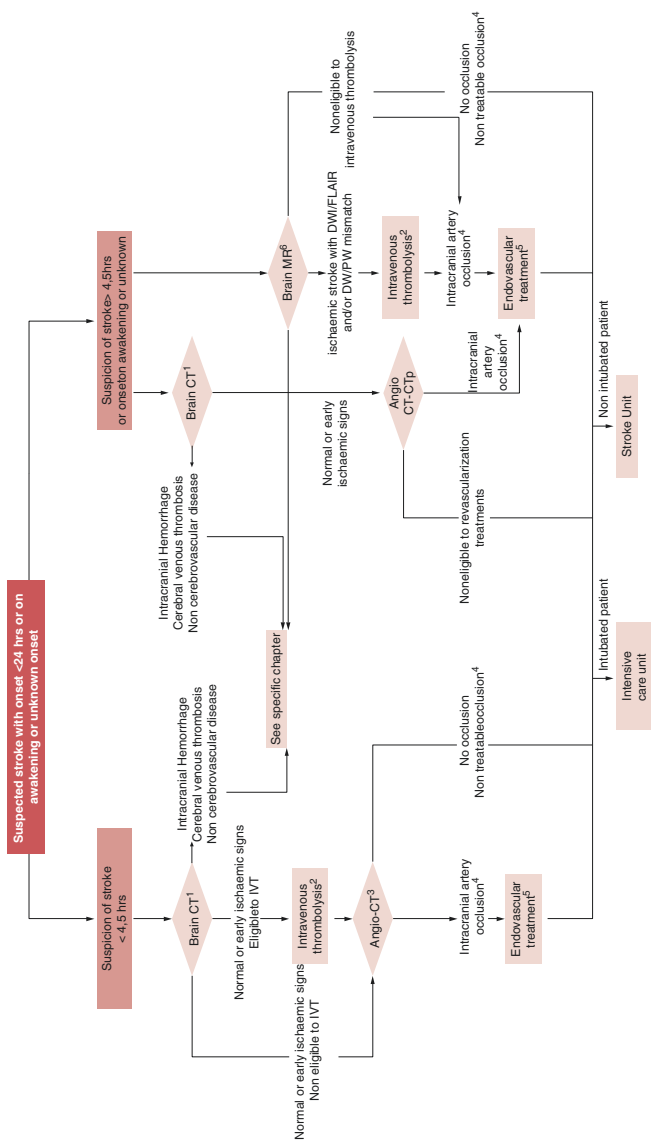 Suspected stroke with onset <24 hrs or on
awakening or unknown onset
Suspicion of stroke
< 4,5 hrs
Suspicion of stroke> 4,5hrs
or onseton awakening or unknown
Brain CT1
Intracranial Hemorrhage
Cerebral venous thrombosis
Non cerebrovascular disease
Normal or early ischaemic signs
Eligibleto IVT
Normal or early ischaemic signs
Non eligible to IVT
Intravenous
thrombolysis2
Angio-CT3
Intracranial artery
occlusion4
Endovascular
treatment5
No occlusion
Non treatableocclusion4
See specific chapter
Brain CT1
Intracranial Hemorrhage
Cerebral venous thrombosis
Non cerebrovascular disease
Normal or early
ischaemic signs
Angio
CT-CTp
Noneligible to revascularization
treatments
Intracranial
artery
occlusion4
Brain MR6
ischaemic stroke with DWI/FLAIR
and/or DW/PW mismatch
Noneligible to
intravenous thrombolysis
Intravenous
thrombolysis2
Intracranial artery
occlusion4
Endovascular
treatment5
No occlusion
Non treatable occlusion4
Intubated patient
Intensive
care unit
Non intubated patient
Stroke Unit